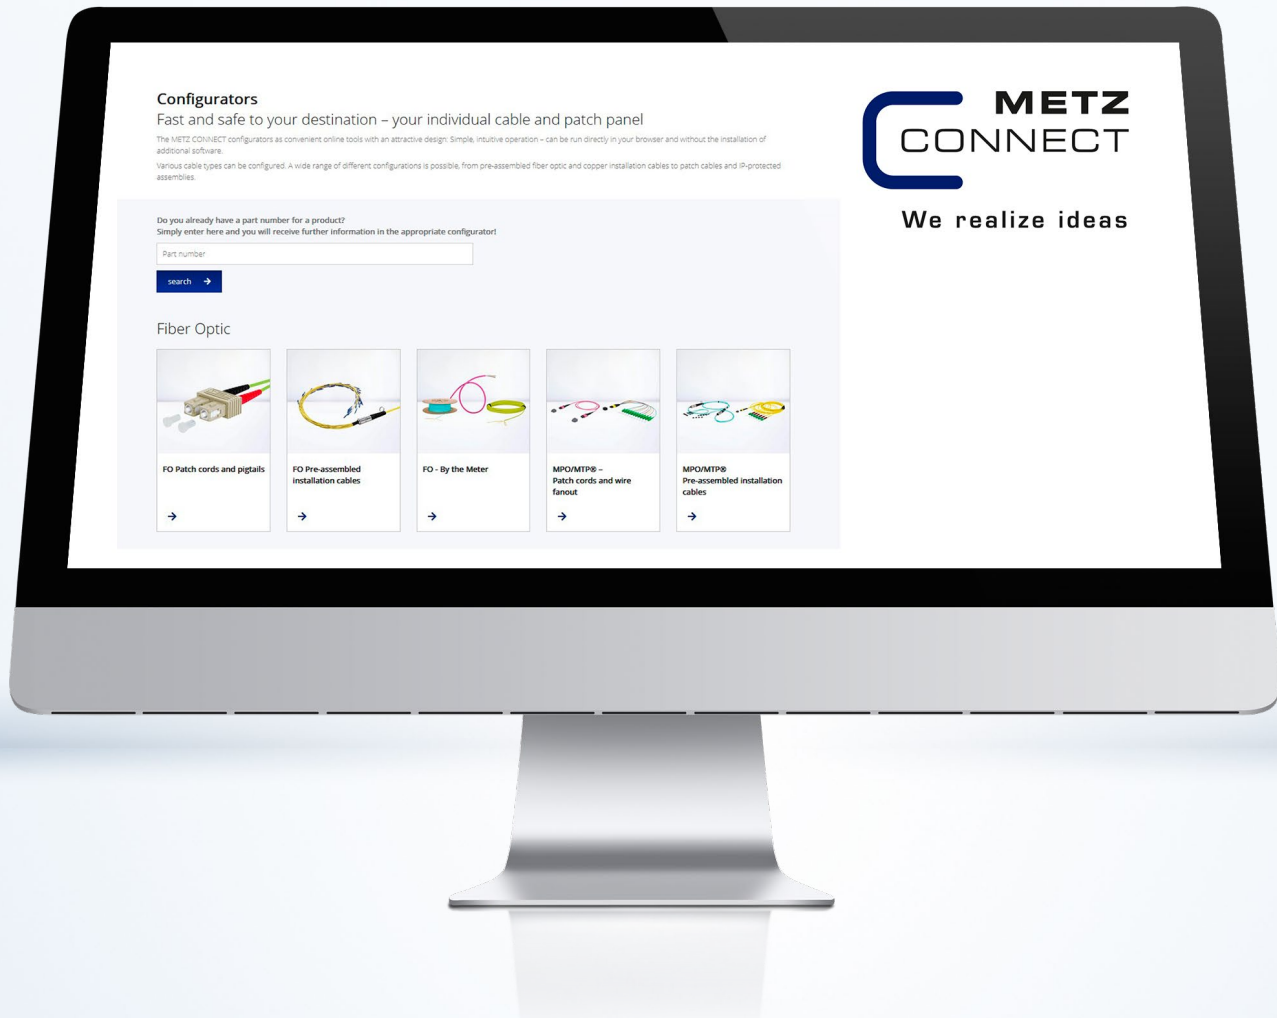 Configurators
Fast and safe to your destination – your individual cable and patch panel
The METZ CONNECT configurators as convenient online tools with an attractive design: Simple, intuitive operation – can be run directly in your browser and without the installation of
additional software.
Various cable types can be configured. A wide range of different configurations is possible, from pre-assembled fiber optic and copper installation cables to patch cables and IP-protected
assemblies.
METZ
CONNECT
We realize ideas
Do you already have a part number for a product?
Simply enter here and you will receive further information in the appropriate configurator!
Part number
search
Fiber Optic
FO Patch cords and pigtails
FO Pre-assembled
installation cables
FO - By the Meter
MPO/MTP® –
Patch cords and wire
fanout
MPO/MTP®
Pre-assembled installation
cables